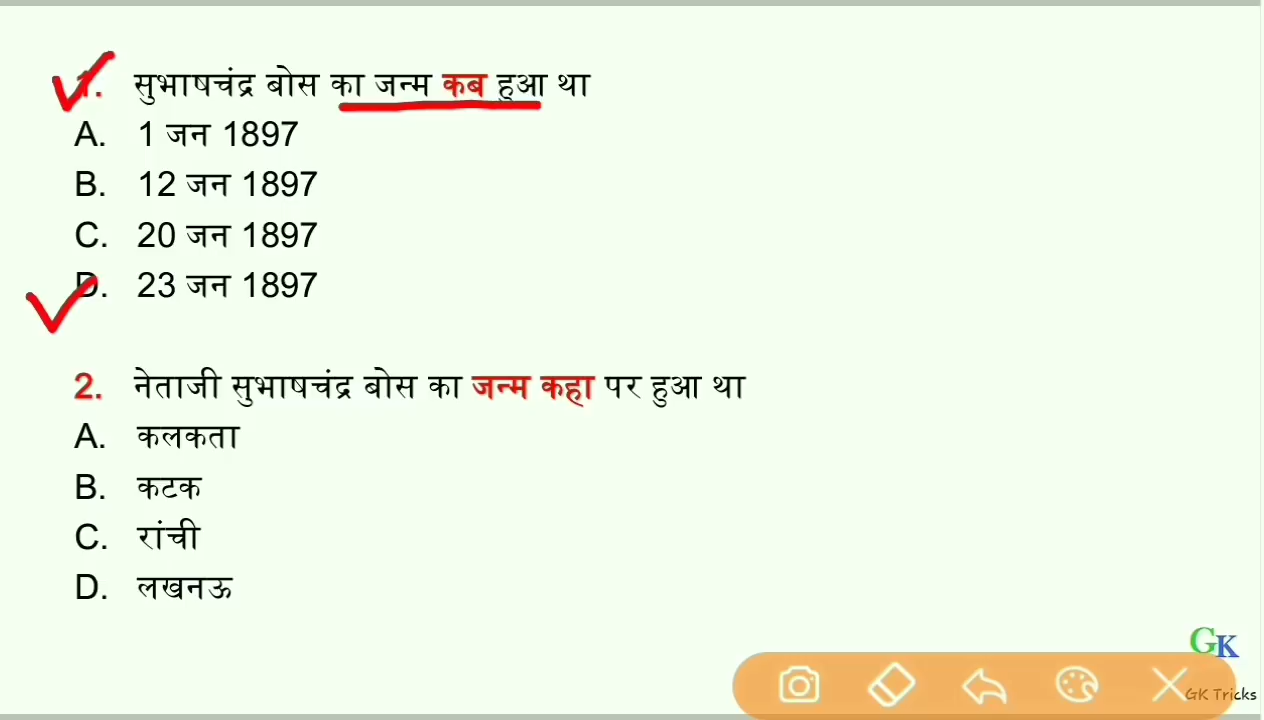 1. सुभाषचंद्र बोस का जन्म कब हुआ था
A. 1 जन 1897
B. 12 जन 1897
C. 20 जन 1897
D. 23 जन 1897
2. नेताजी सुभाषचंद्र बोस का जन्म कहा पर हुआ था
A. कलकता
B. कटक
C. रांची
D. लखनऊ
GK
GK Tricks